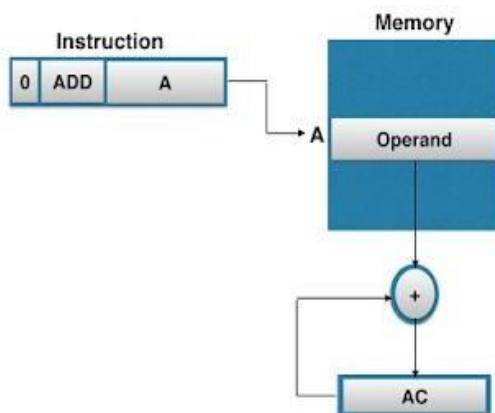 Memory
Instruction
0 ADD A
A Operand
+
AC